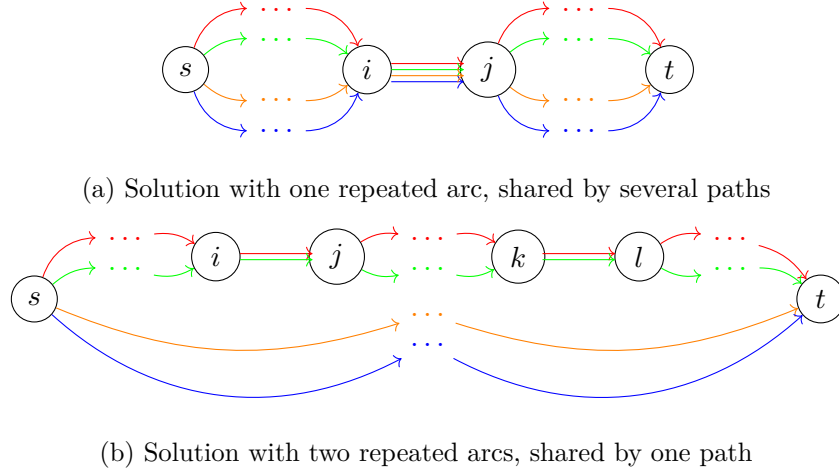 s i j t
(a) Solution with one repeated arc, shared by several paths
i j k l
s t
(b) Solution with two repeated arcs, shared by one path